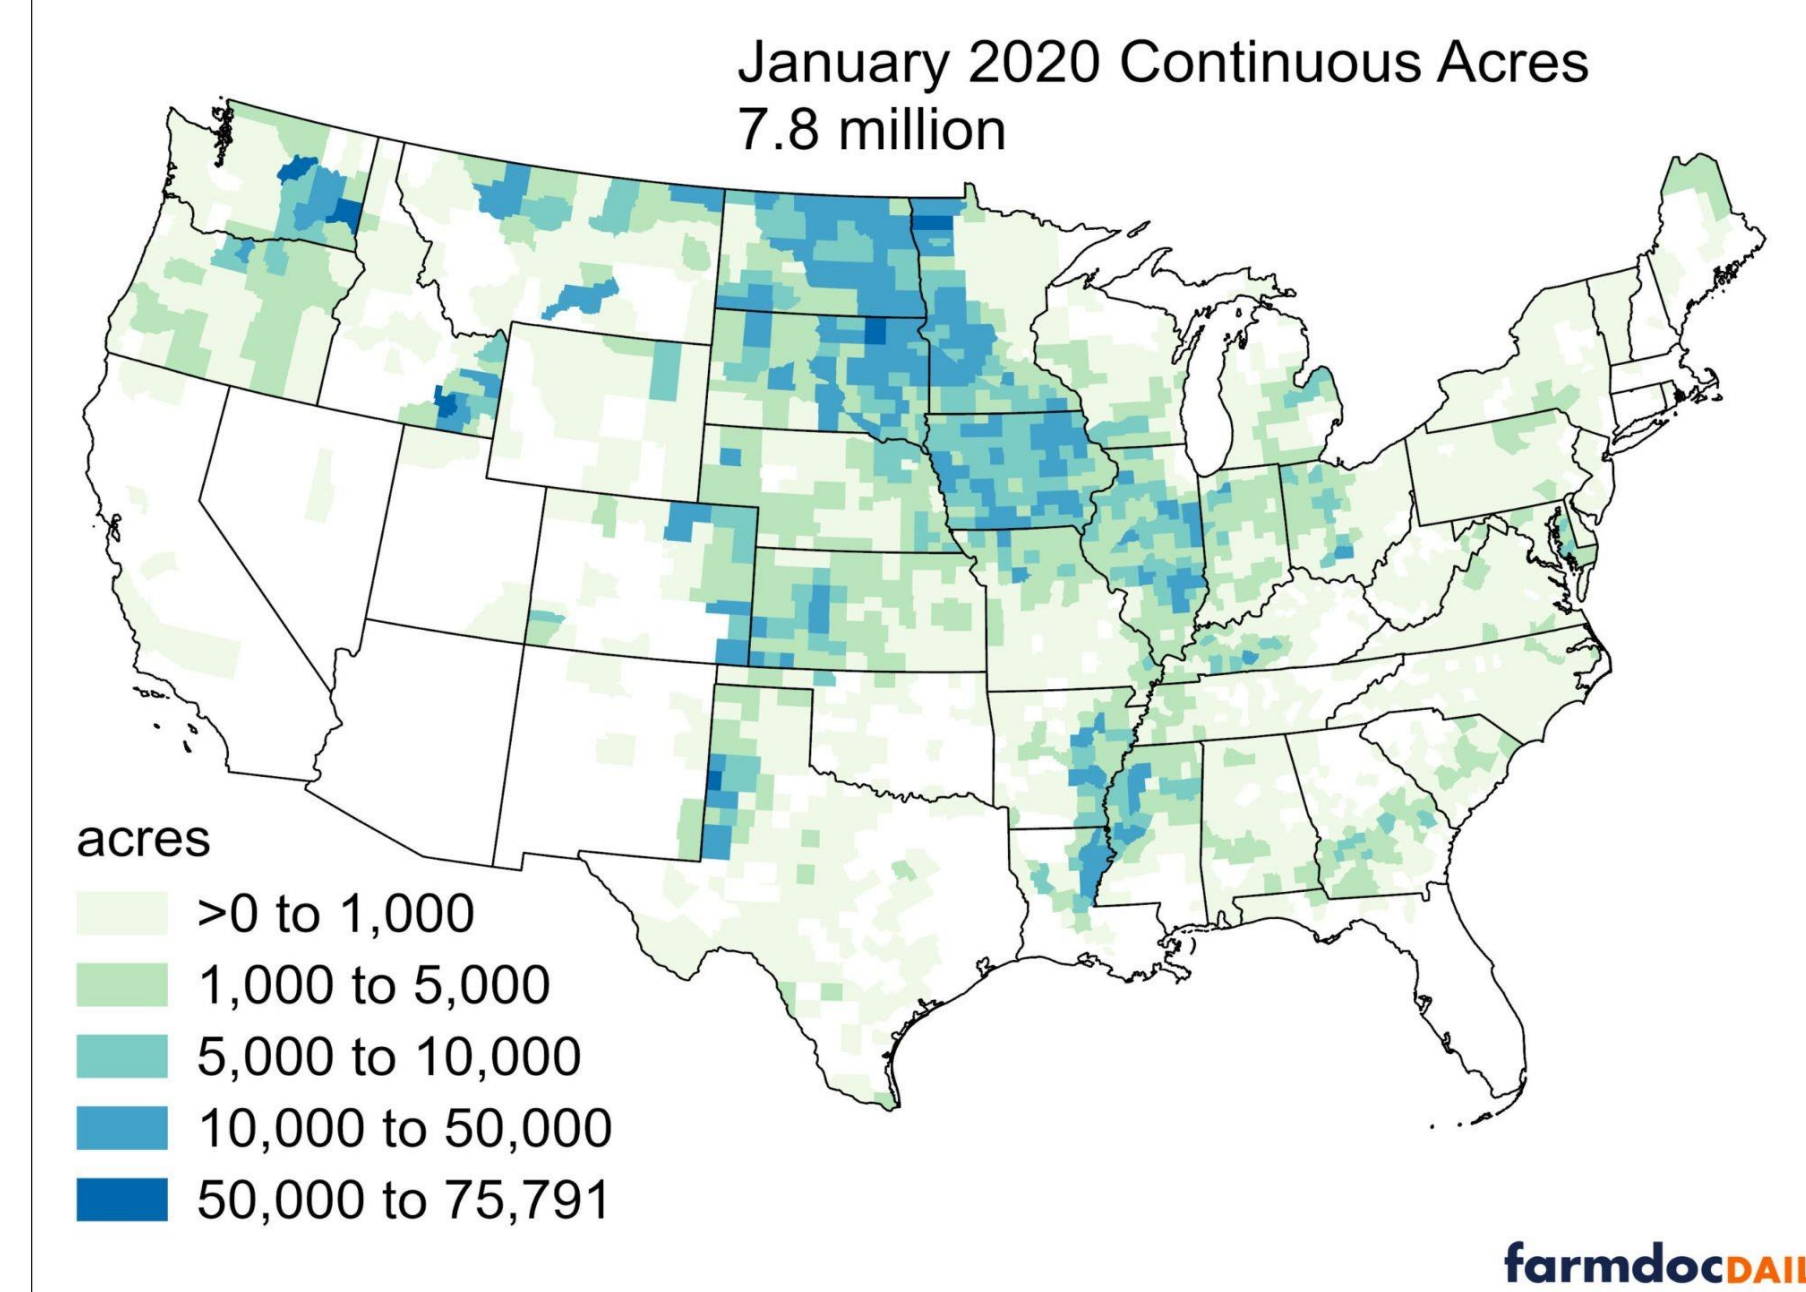 January 2020 Continuous Acres
7.8 million
acres
>0 to 1,000
1,000 to 5,000
5,000 to 10,000
10,000 to 50,000
50,000 to 75,791
farmdocDAIL